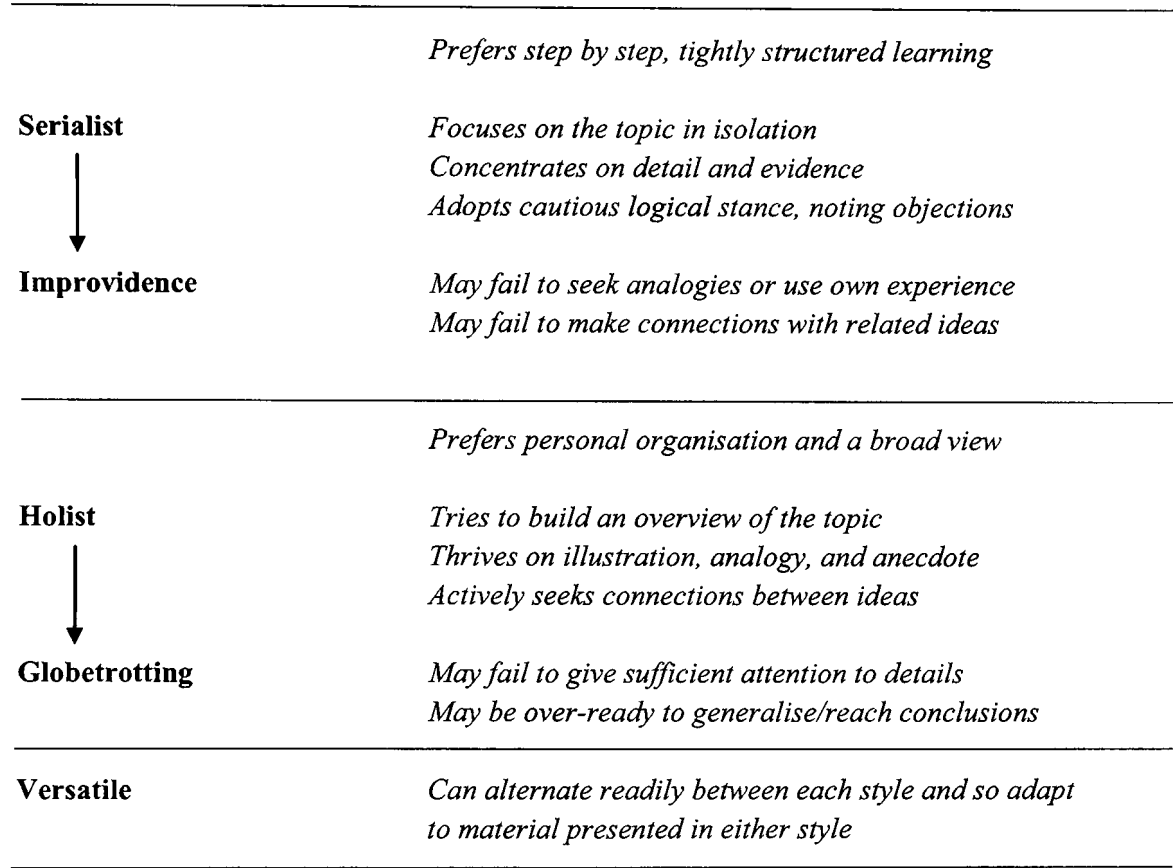 Prefers step by step, tightly structured learning
Serialist Focuses on the topic in isolation
Concentrates on detail and evidence
Adopts cautious logical stance, noting objections
Improvidence May fail to seek analogies or use own experience
May fail to make connections with related ideas
Prefers personal organisation and a broad view
Holist Tries to build an overview of the topic
Thrives on illustration, analogy, and anecdote
Actively seeks connections between ideas
Globetrotting May fail to give sufficient attention to details
May be over-ready to generalise/reach conclusions
Versatile Can alternate readily between each style and so adapt
to material presented in either style